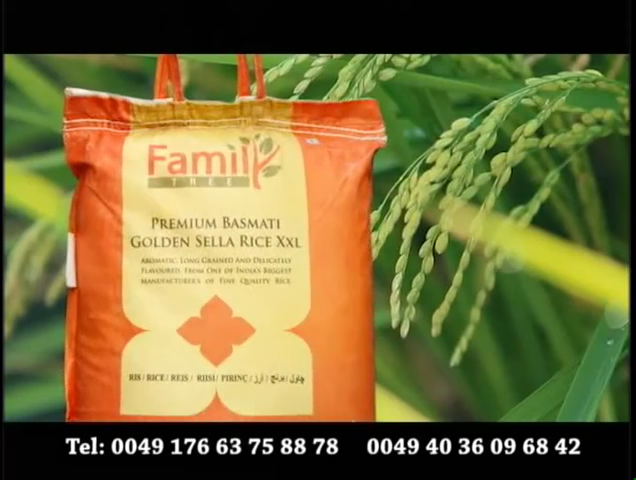 Family
TREE
PREMIUM BASMATI
GOLDEN SELLA RICE XXL
AROMATIC, LONG GRAINED AND DELICATELY
FLAVOURED. FROM ONE OF INDIA'S BIGGEST
MANUFACTURER'S OF FINE QUALITY RICE
RIS / RICE / REIS / RIISI / PIRINÇ / چاول / برنج / أرز
Tel: 0049 176 63 75 88 78 0049 40 36 09 68 42